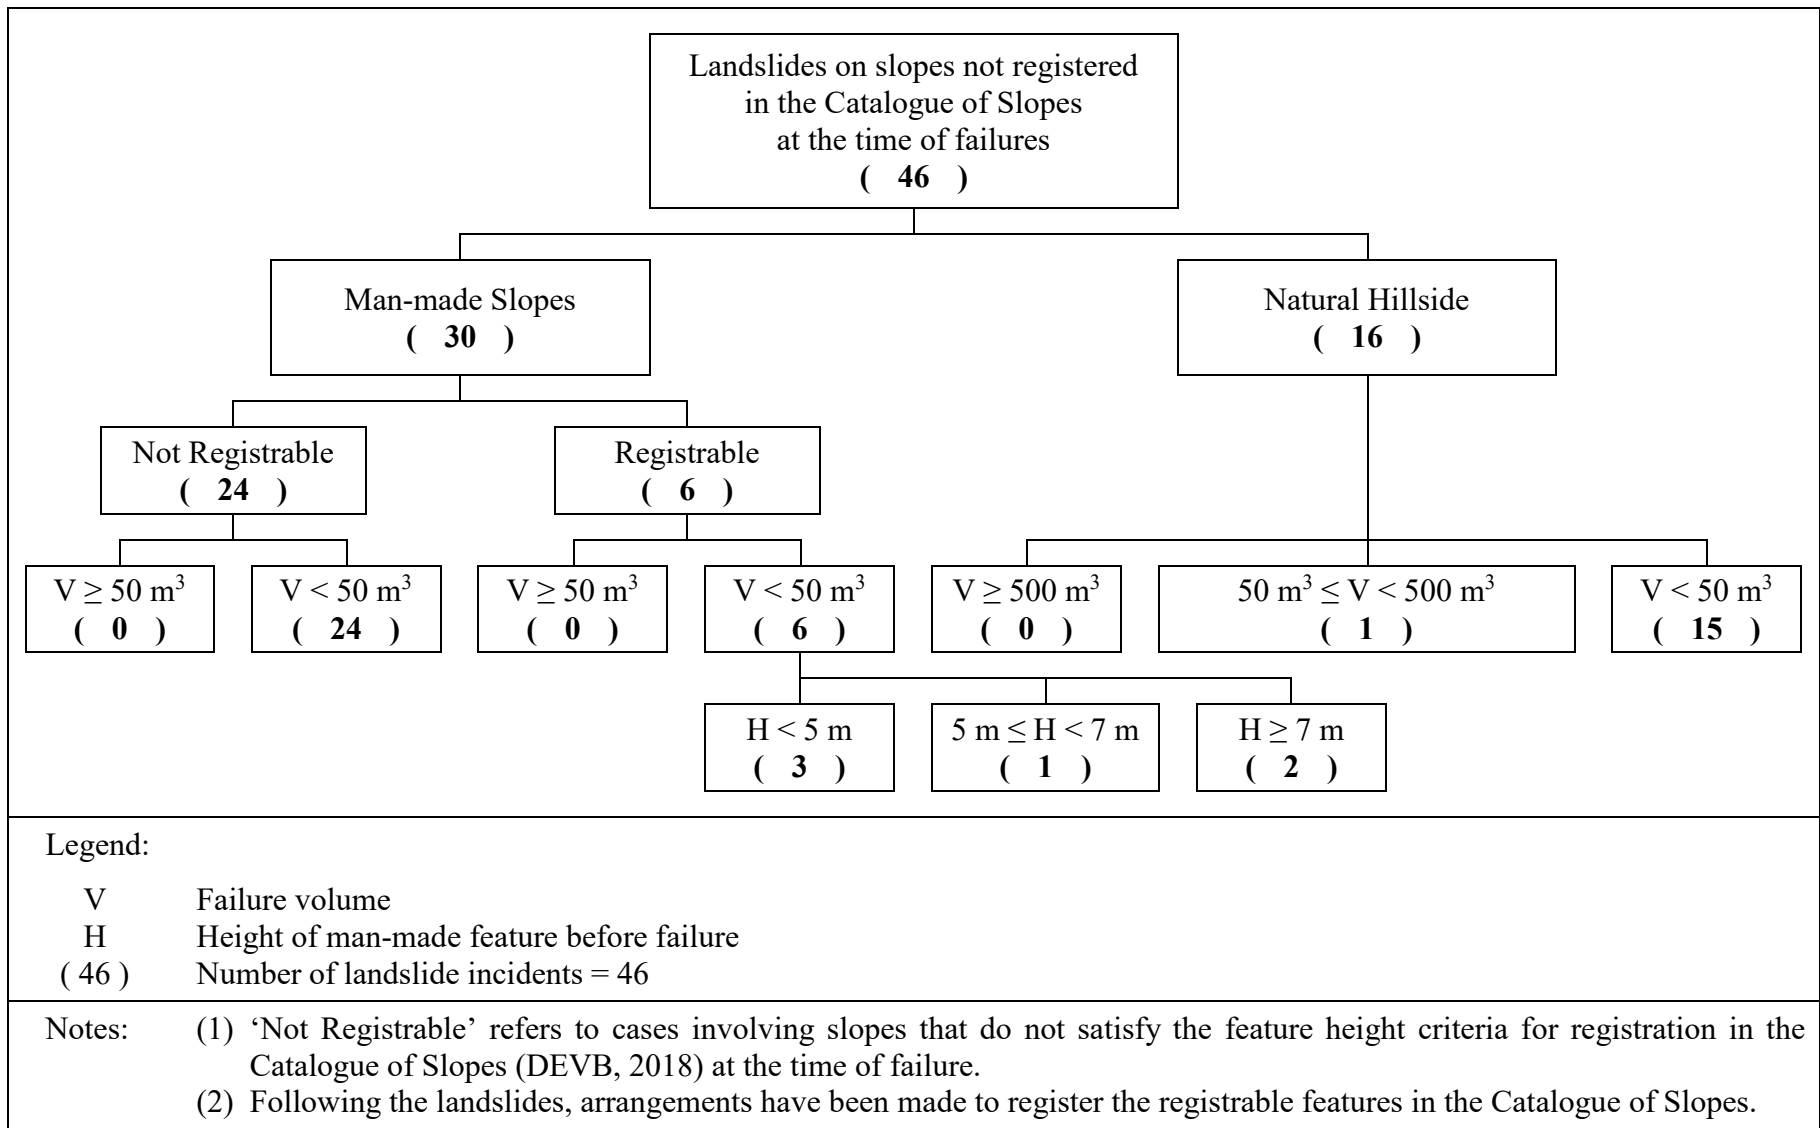 Landslides on slopes not registered
in the Catalogue of Slopes
at the time of failures
( 46 )
Man-made Slopes
( 30 )
Natural Hillside
( 16 )
Not Registrable
( 24 )
Registrable
( 6 )
V ≥ 50 m³
( 0 )
V < 50 m³
( 24 )
V ≥ 50 m³
( 0 )
V < 50 m³
( 6 )
V ≥ 500 m³
( 0 )
50 m³ ≤ V < 500 m³
( 1 )
V < 50 m³
( 15 )
H < 5 m
( 3 )
5 m ≤ H < 7 m
( 1 )
H ≥ 7 m
( 2 )
Legend:
V Failure volume
H Height of man-made feature before failure
( 46 ) Number of landslide incidents = 46
Notes: (1) ‘Not Registrable’ refers to cases involving slopes that do not satisfy the feature height criteria for registration in the
Catalogue of Slopes (DEVB, 2018) at the time of failure.
(2) Following the landslides, arrangements have been made to register the registrable features in the Catalogue of Slopes.